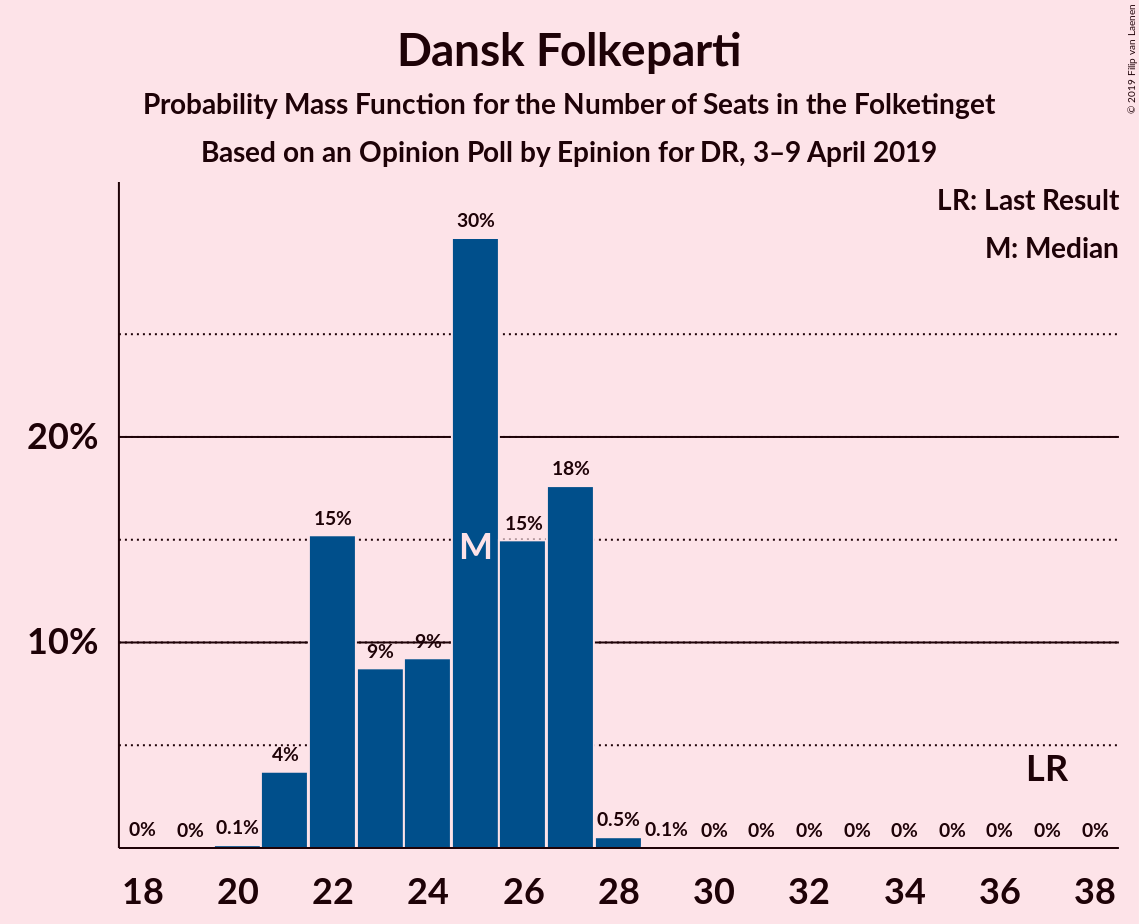 Dansk Folkeparti
Probability Mass Function for the Number of Seats in the Folketinget
Based on an Opinion Poll by Epinion for DR, 3–9 April 2019
© 2019 Filip van Laenen
LR: Last Result
M: Median
30%
20%
18%
15%
15%
M
10%
9%
9%
4%
LR
0%
0%
0.1%
0.5%
0.1%
0%
0%
0%
0%
0%
0%
0%
0%
0%
18 20 22 24 26 28 30 32 34 36 38